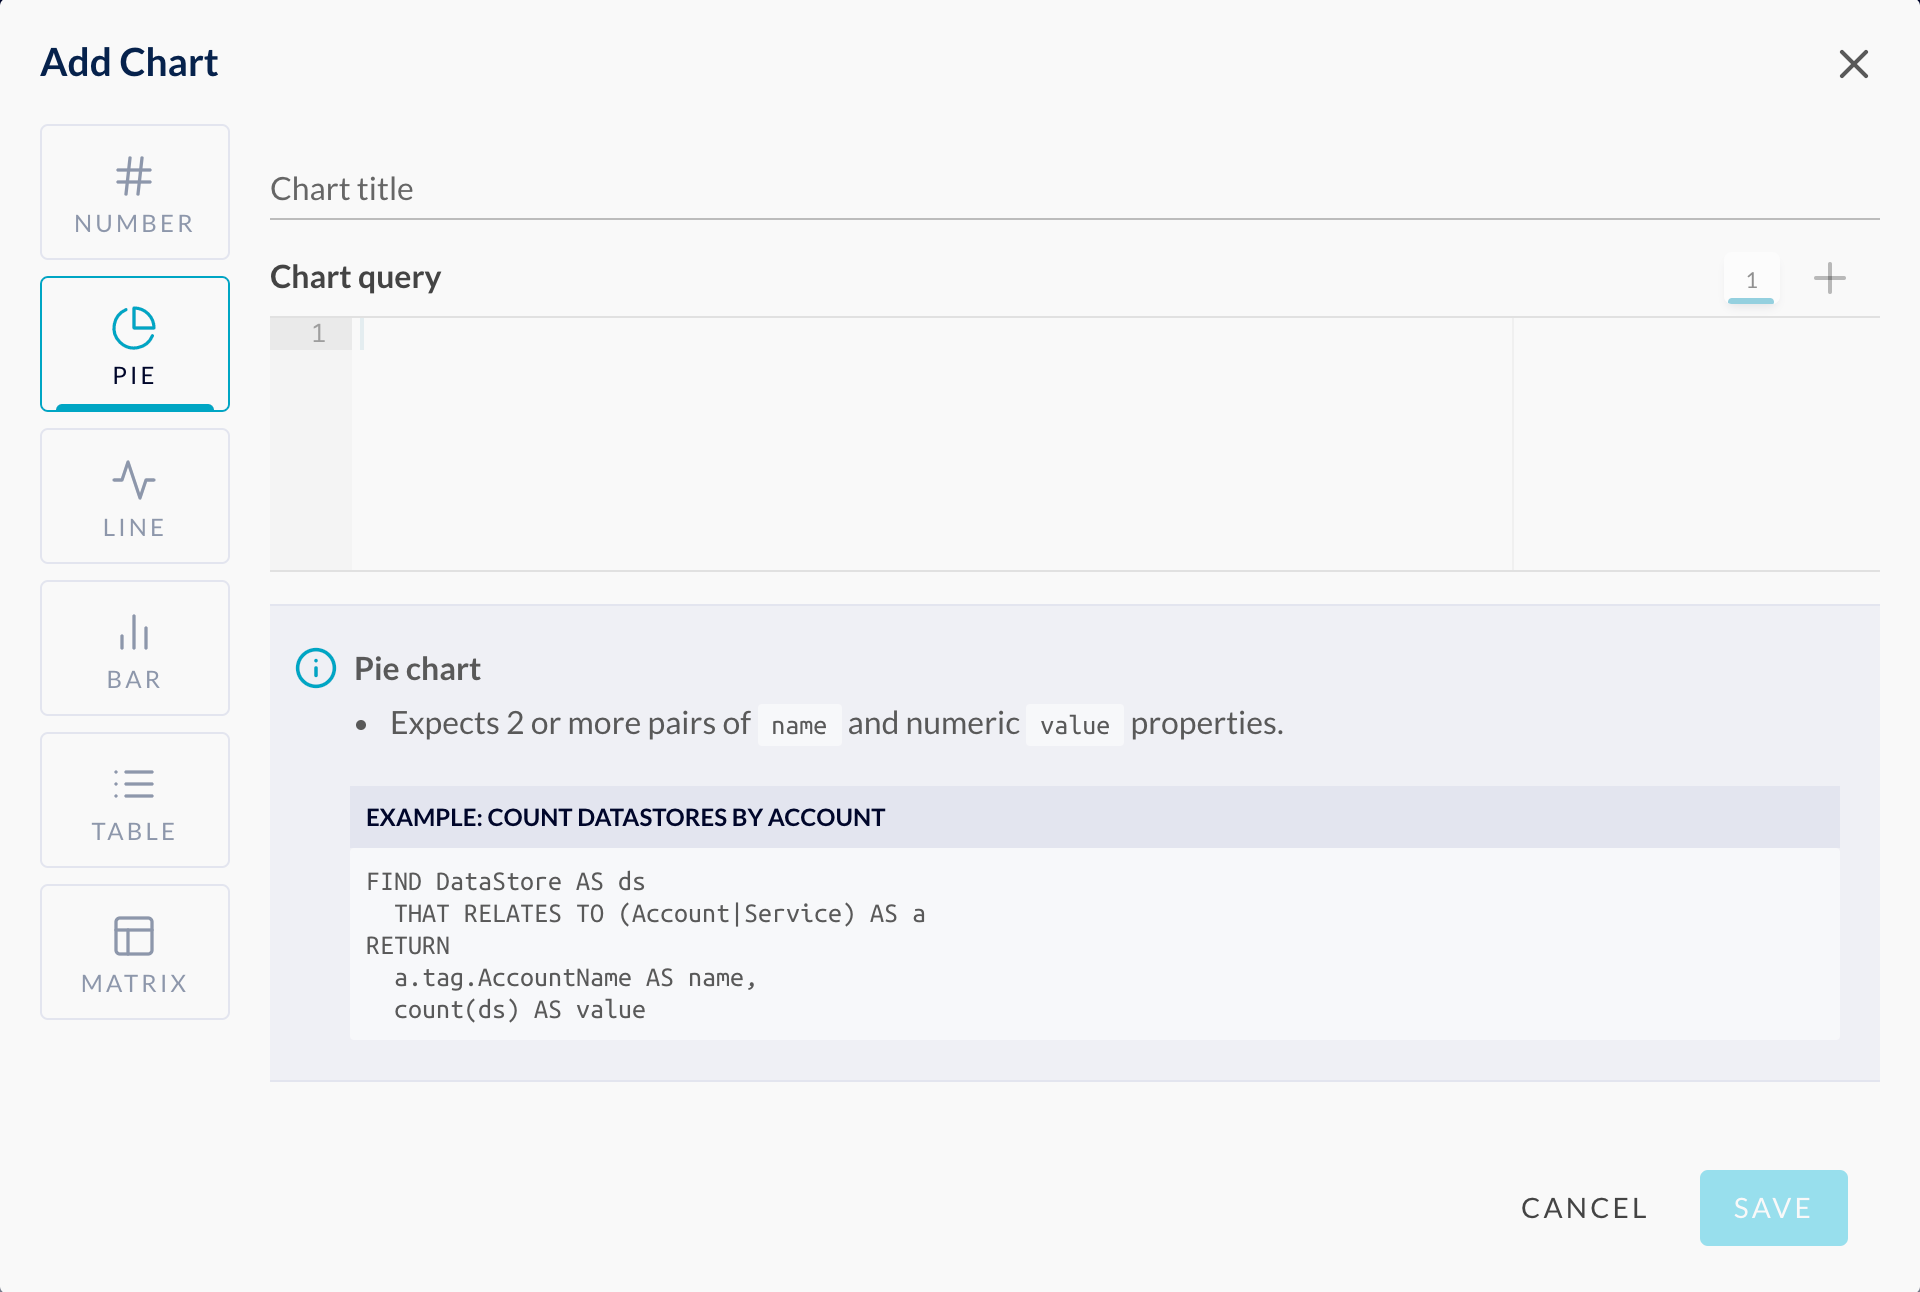 Add Chart
NUMBER
PIE
LINE
BAR
TABLE
MATRIX
Chart title
Chart query
1
1
Pie chart
• Expects 2 or more pairs of name and numeric value properties.
EXAMPLE: COUNT DATASTORES BY ACCOUNT
FIND DataStore AS ds
  THAT RELATES TO (Account|Service) AS a
RETURN
  a.tag.AccountName AS name,
  count(ds) AS value
CANCEL
SAVE